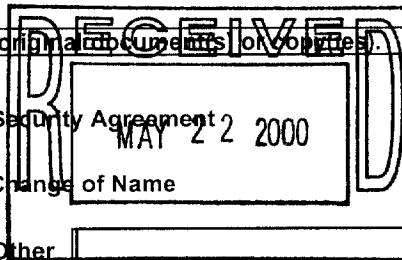 RECEIVED
original document(s) or copy(ies).
Security Agreement
MAY 22 2000
Change of Name
Other